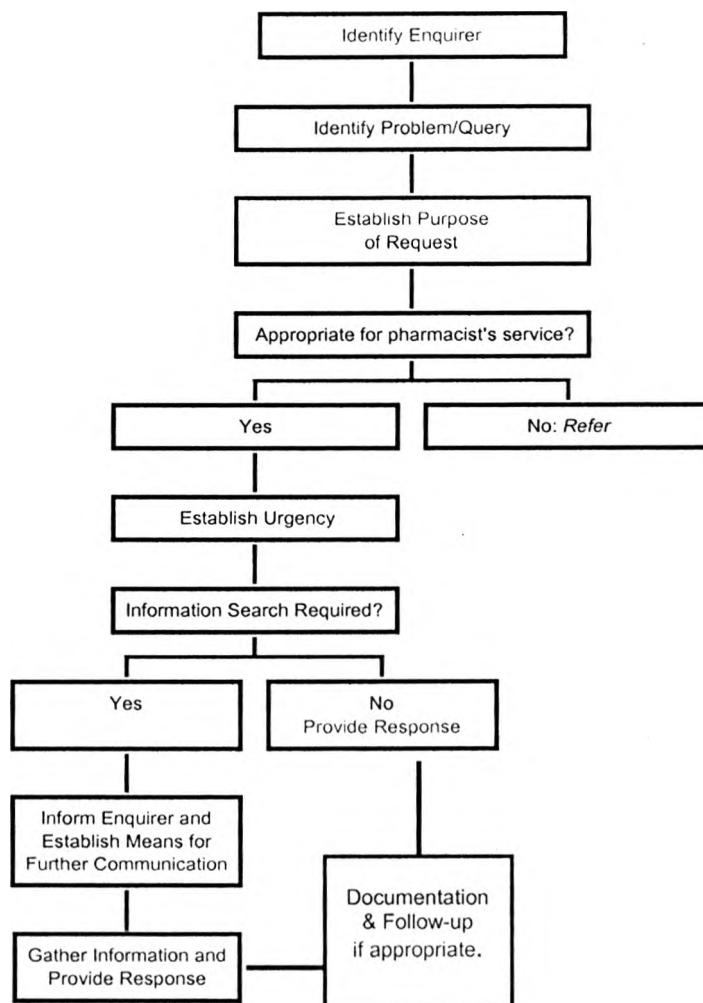 Identify Enquirer
Identify Problem/Query
Establish Purpose
of Request
Appropriate for pharmacist's service?
Yes
No: Refer
Establish Urgency
Information Search Required?
Yes
No
Provide Response
Inform Enquirer and
Establish Means for
Further Communication
Gather Information and
Provide Response
Documentation
& Follow-up
if appropriate.